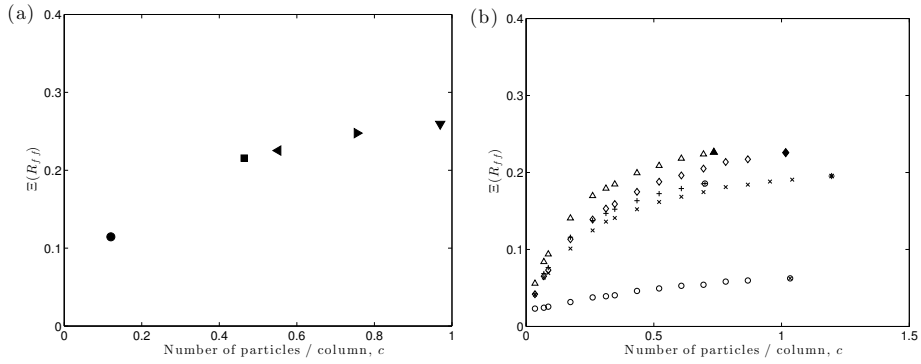 (a)
0.4
0.3
0.2
0.1
0
Ξ(R_{ff})
0 0.2 0.4 0.6 0.8 1
Number of particles / column, c
(b)
0.4
0.3
0.2
0.1
0
Ξ(R_{ff})
0 0.5 1 1.5
Number of particles / column, c